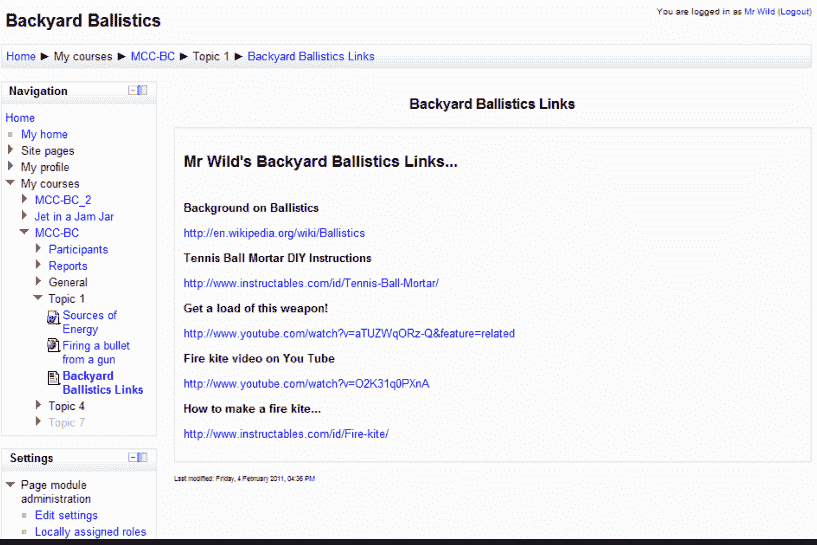 Backyard Ballistics
You are logged in as Mr Wild (Logout)
Home ► My courses ► MCC-BC ► Topic 1 ► Backyard Ballistics Links
Navigation
Home
My home
Site pages
My profile
My courses
MCC-BC_2
Jet in a Jam Jar
MCC-BC
Participants
Reports
General
Topic 1
Sources of
Energy
Firing a bullet
from a gun
Backyard
Ballistics Links
Topic 4
Topic 7
Settings
Page module
administration
Edit settings
Locally assigned roles
Backyard Ballistics Links
Mr Wild's Backyard Ballistics Links...
Background on Ballistics
http://en.wikipedia.org/wiki/Ballistics
Tennis Ball Mortar DIY Instructions
http://www.instructables.com/id/Tennis-Ball-Mortar/
Get a load of this weapon!
http://www.youtube.com/watch?v=aTUZWqORz-Q&feature=related
Fire kite video on You Tube
http://www.youtube.com/watch?v=O2K31q0PXnA
How to make a fire kite...
http://www.instructables.com/id/Fire-kite/
Last modified: Friday, 4 February 2011, 04:36 PM